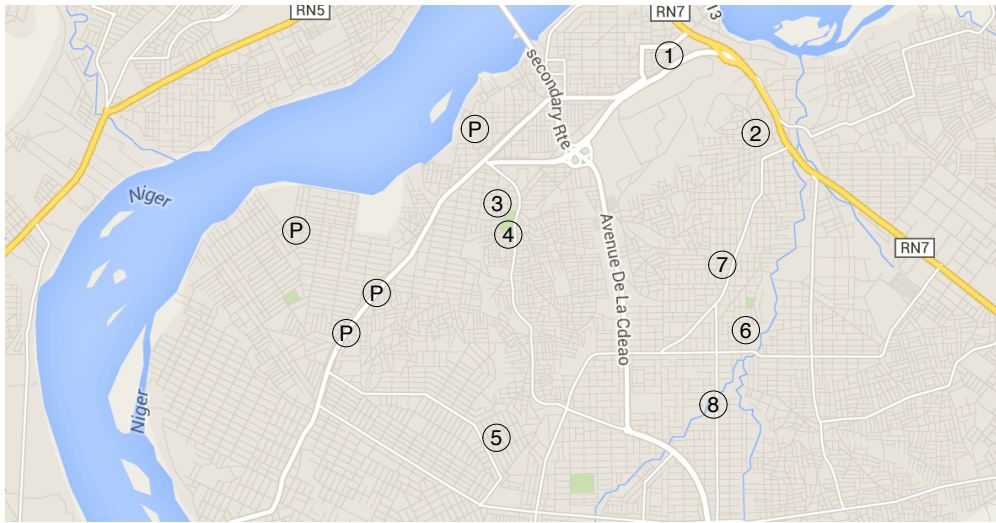 RN5
RN7
13
secondary Rte
1
P
2
Niger
3
P
4
Avenue De La Cdeao
RN7
7
P
P
6
Niger
8
5